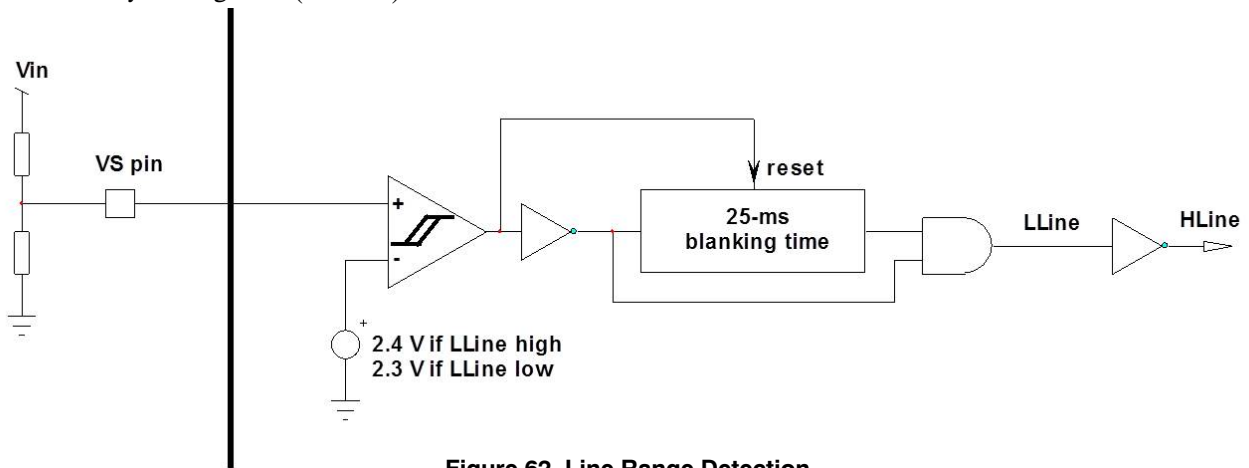 Vin
VS pin
+
-
+
2.4 V if LLine high
2.3 V if LLine low
reset
25-ms
blanking time
LLine
HLine
Figure 62. Line Range Detection